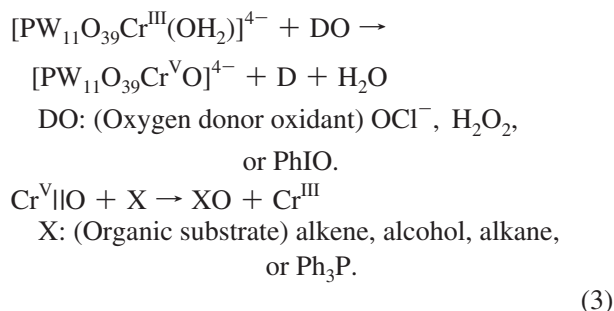 [PW₁₁O₃₉Crᴵᴵᴵ(OH₂)]⁴⁻ + DO →
[PW₁₁O₃₉CrⱽO]⁴⁻ + D + H₂O
DO: (Oxygen donor oxidant) OCl⁻, H₂O₂,
or PhIO.
Crⱽ||O + X → XO + Crᴵᴵᴵ
X: (Organic substrate) alkene, alcohol, alkane,
or Ph₃P.
(3)